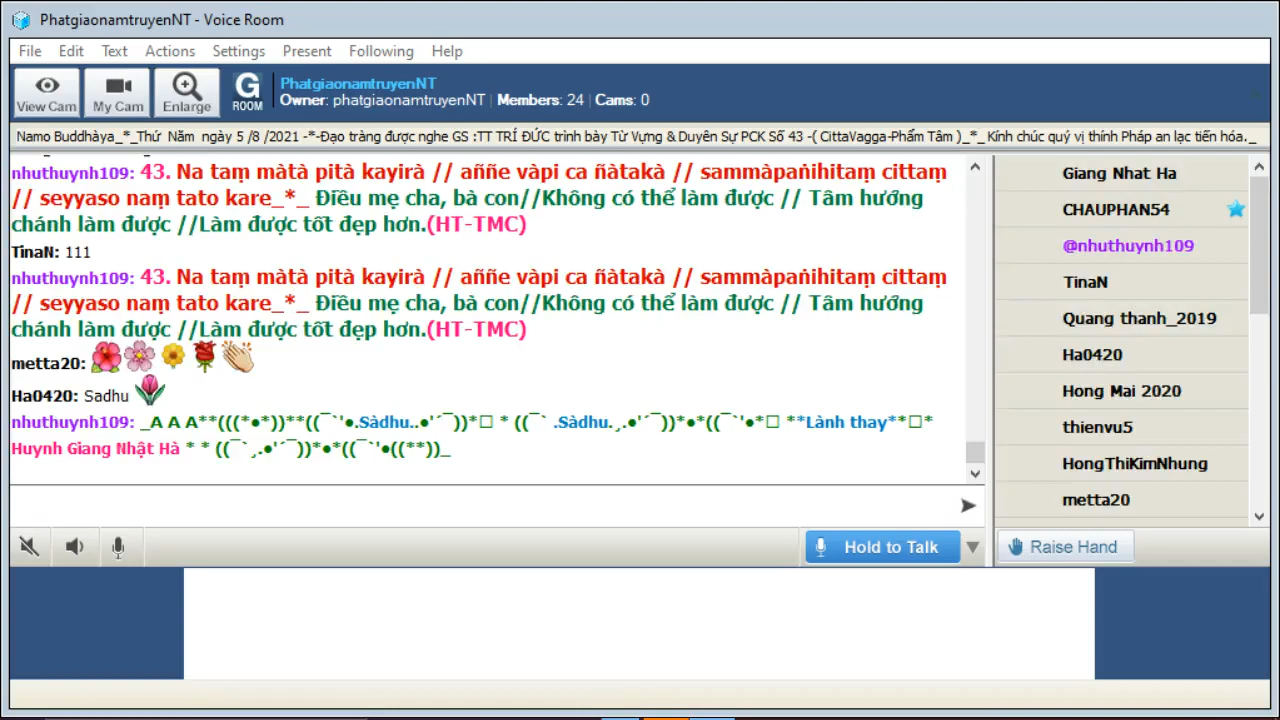 PhatgiaonamtruyenNT - Voice Room
File Edit Text Actions Settings Present Following Help
View Cam My Cam Enlarge G ROOM
PhatgiaonamtruyenNT
Owner: phatgiaonamtruyenNT | Members: 24 | Cams: 0
Namo Buddhàya_*_Thứ Năm ngày 5 /8 /2021 -*-Đạo tràng được nghe GS :TT TRÍ ĐỨC trình bày Từ Vựng & Duyên Sự PCK Số 43 -( CittaVagga-Phẩm Tâm )_*_ Kính chúc quý vị thính Pháp an lạc tiến hóa._
nhuthuynh109: 43. Na taṃ màtà pità kayirà // aññe vàpi ca ñàtakà // sammàpaṅihitaṃ cittaṃ
// seyyaso naṃ tato kare_*_ Điều mẹ cha, bà con//Không có thể làm được // Tâm hướng
chánh làm được //Làm được tốt đẹp hơn.(HT-TMC)
TinaN: 111
nhuthuynh109: 43. Na taṃ màtà pità kayirà // aññe vàpi ca ñàtakà // sammàpaṅihitaṃ cittaṃ
// seyyaso naṃ tato kare_*_ Điều mẹ cha, bà con//Không có thể làm được // Tâm hướng
chánh làm được //Làm được tốt đẹp hơn.(HT-TMC)
metta20:
Ha0420: Sadhu
nhuthuynh109: _A A A**(((*•*))**((¯`'•.Sàdhu..•'´¯))*□ * ((¯` .Sàdhu.¸.•'´¯))*•*((¯`'•*□ **Lành thay**□*
Huynh Giang Nhật Hà * * ((¯`¸.•'´¯))*•*((¯`'•((**))_
Giang Nhat Ha
CHAUPHAN54
@nhuthuynh109
TinaN
Quang thanh_2019
Ha0420
Hong Mai 2020
thienvu5
HongThiKimNhung
metta20
Hold to Talk
Raise Hand